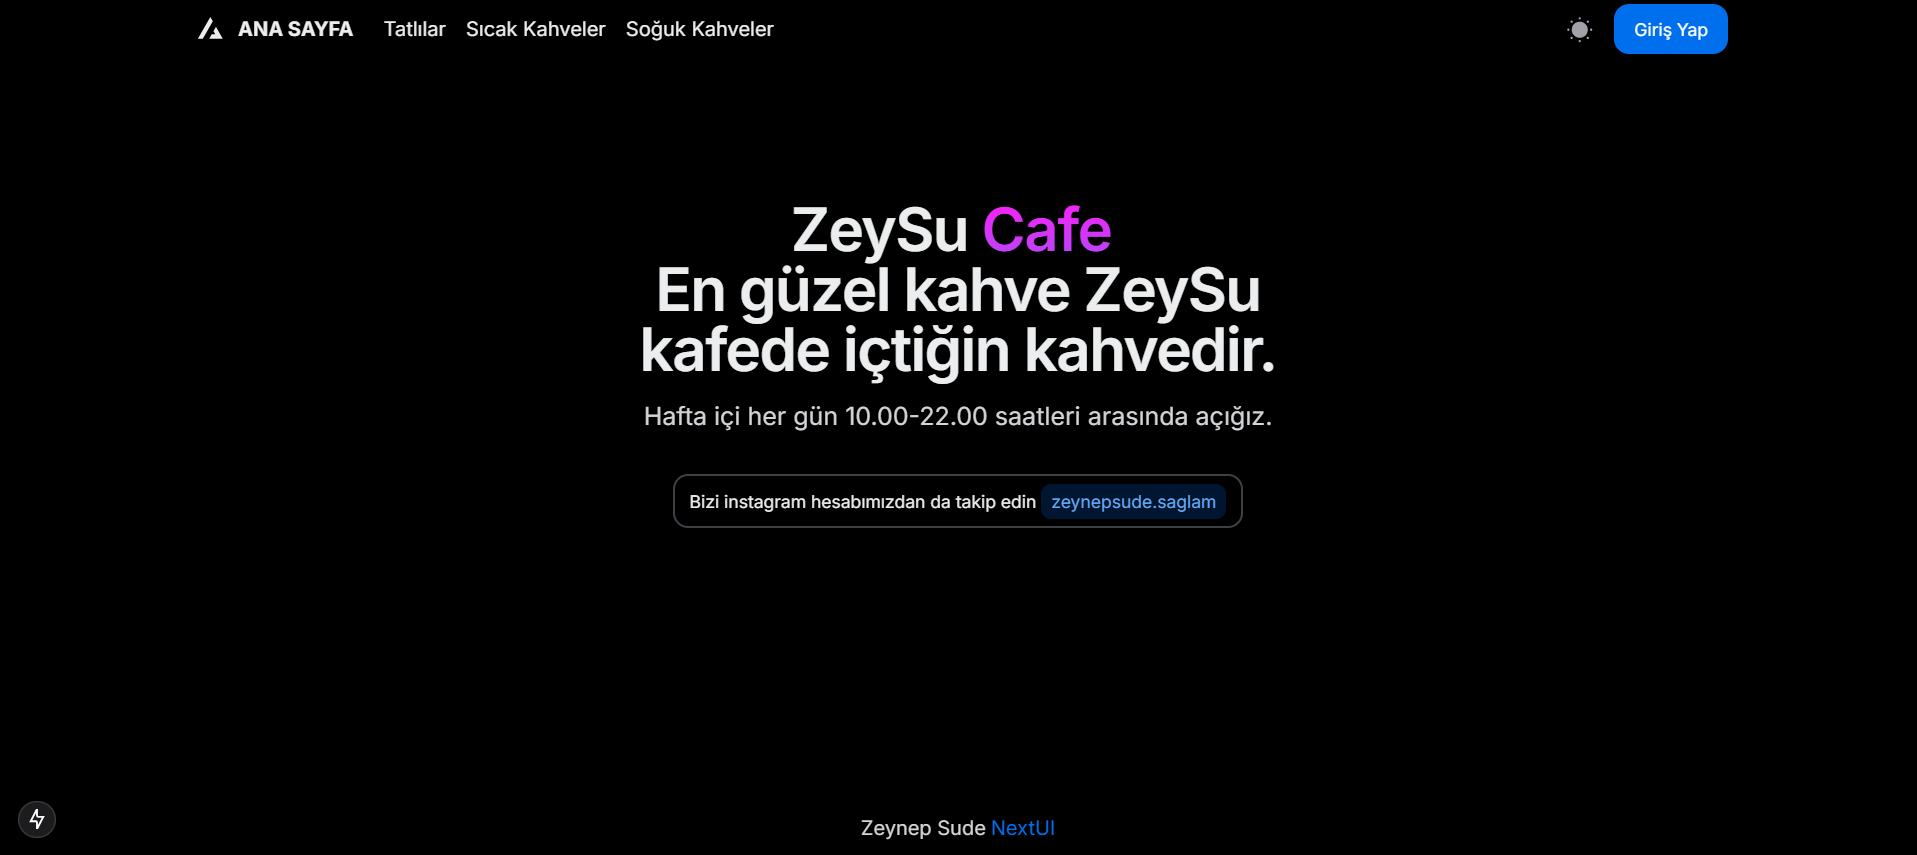 ANA SAYFA Tatlılar Sıcak Kahveler Soğuk Kahveler Giriş Yap
ZeySu Cafe
En güzel kahve ZeySu
kafede içtiğin kahvedir.
Hafta içi her gün 10.00-22.00 saatleri arasında açığız.
Bizi instagram hesabımızdan da takip edin zeynepsude.saglam
Zeynep Sude NextUI